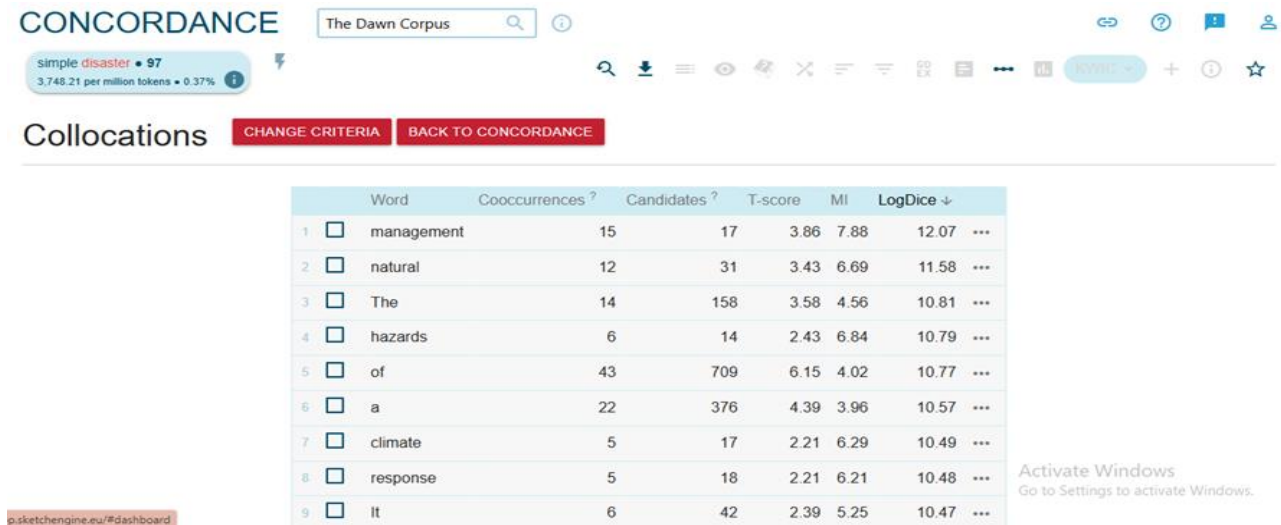 CONCORDANCE The Dawn Corpus
simple disaster • 97
3,748.21 per million tokens • 0.37%
KWIC
Collocations CHANGE CRITERIA BACK TO CONCORDANCE
Word Cooccurrences ? Candidates ? T-score MI LogDice ↓
1 management 15 17 3.86 7.88 12.07 •••
2 natural 12 31 3.43 6.69 11.58 •••
3 The 14 158 3.58 4.56 10.81 •••
4 hazards 6 14 2.43 6.84 10.79 •••
5 of 43 709 6.15 4.02 10.77 •••
6 a 22 376 4.39 3.96 10.57 •••
7 climate 5 17 2.21 6.29 10.49 •••
8 response 5 18 2.21 6.21 10.48 •••
Activate Windows
Go to Settings to activate Windows.
9 It 6 42 2.39 5.25 10.47 •••
p.sketchengine.eu/#dashboard